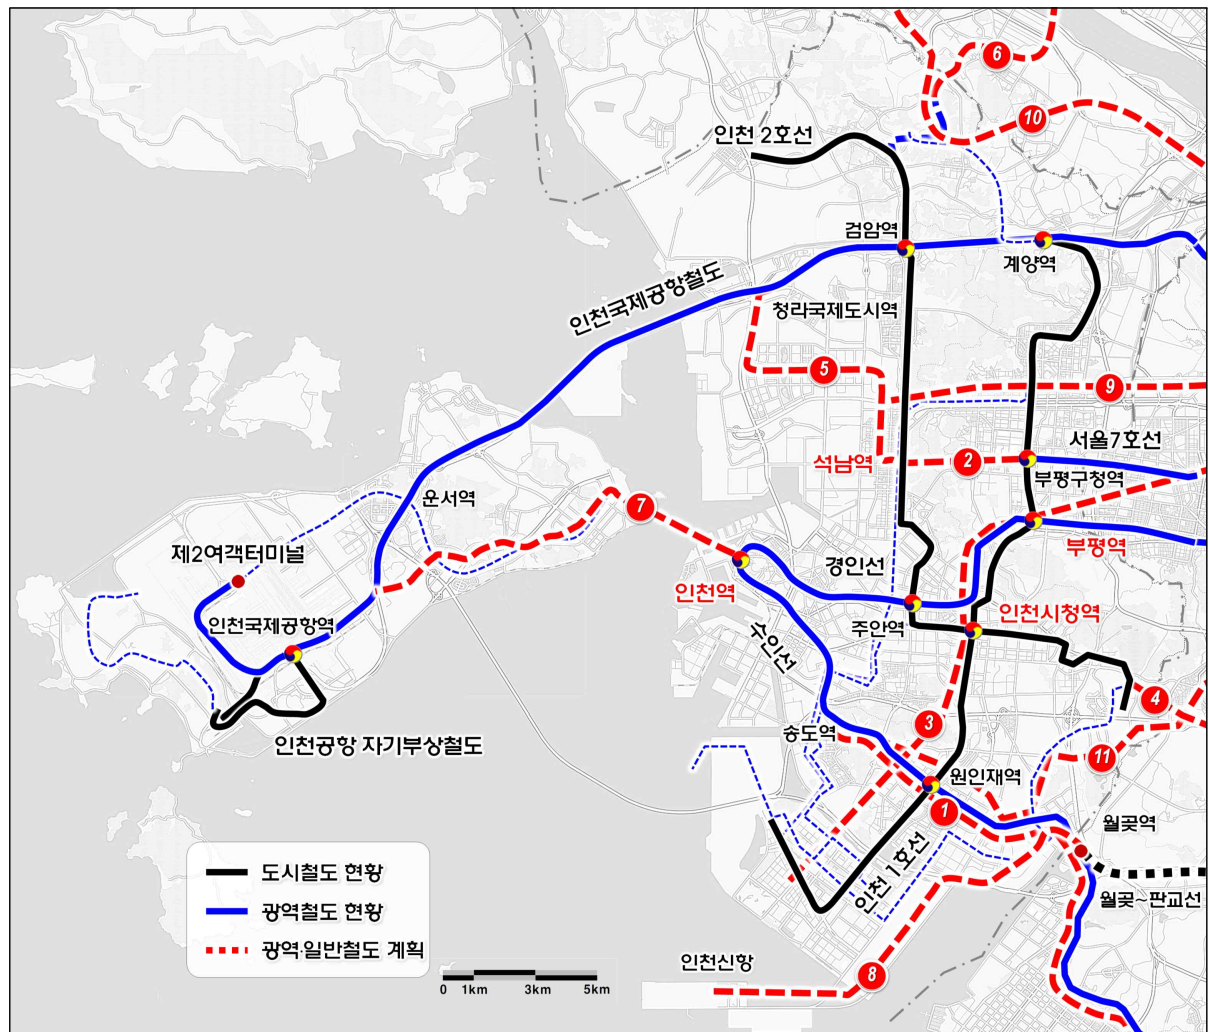 6
10
인천 2호선
검암역
계양역
인천국제공항철도
청라국제도시역
5
9
서울7호선
석남역
2
부평구청역
운서역
7
제2여객터미널
부평역
경인선
인천역
인천국제공항역
주안역
인천시청역
수인선
4
3
송도역
인천공항 자기부상철도
11
원인재역
1
월곶역
도시철도 현황
인천 1호선
광역철도 현황
월곶~판교선
광역·일반철도 계획
인천신항
8
0 1km 3km 5km